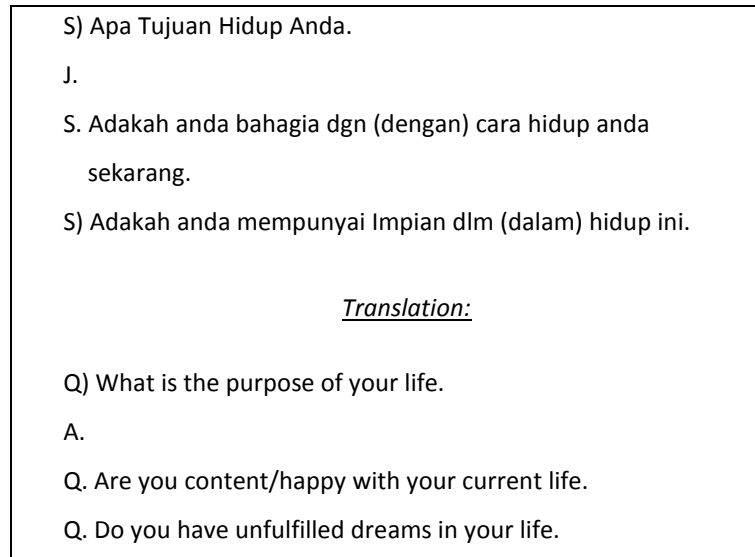 S) Apa Tujuan Hidup Anda.
J.
S. Adakah anda bahagia dgn (dengan) cara hidup anda
sekarang.
S) Adakah anda mempunyai Impian dlm (dalam) hidup ini.
Translation:
Q) What is the purpose of your life.
A.
Q. Are you content/happy with your current life.
Q. Do you have unfulfilled dreams in your life.